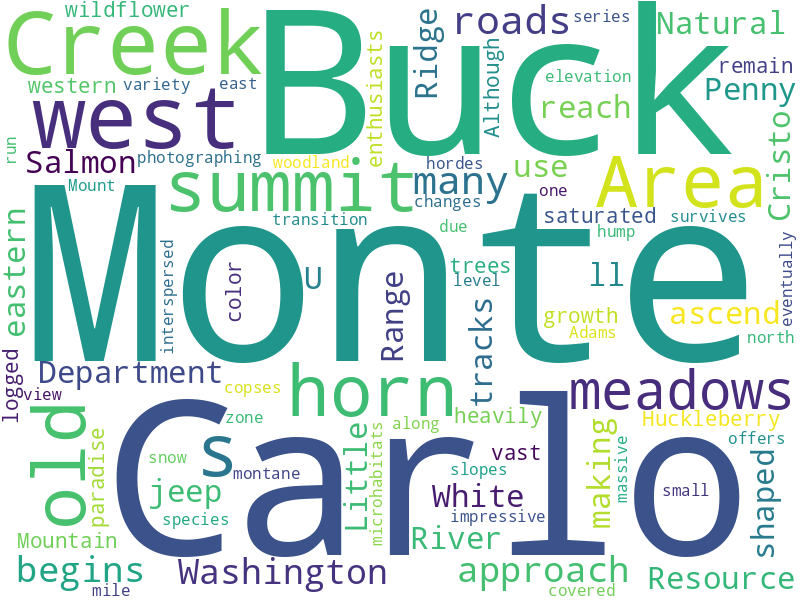 wildflower
Creek
Buck
roads
series
Natural
western
variety
east
enthusiasts
Ridge
Although
elevation
remain
Penny
reach
west
run
Salmon
photographing
woodland
hordes
many
use
Area
Cristo
Mount
summit
changes
one
saturated
survives
transition
due
hump
eastern
Monte
interspersed
color
U
Range
trees
level
ll
tracks
growth
Adams
ascend
north
eventually
logged
view
Department
copses
horn
meadows
old
zone
Carlo
Little
along
heavily
Huckleberry
offers
paradise
snow
s
montane
microhabitats
slopes
vast
making
massive
shaped
jeep
species
White
impressive
small
Mountain
River
begins
mile
Washington
approach
covered
Resource